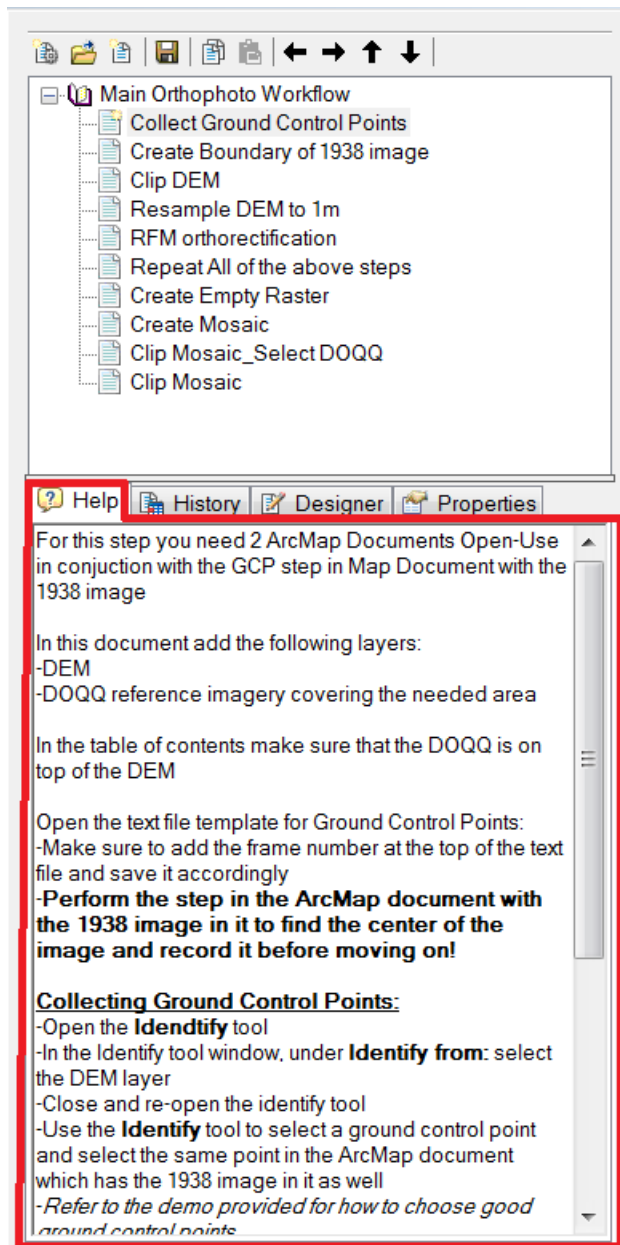 Main Orthophoto Workflow
Collect Ground Control Points
Create Boundary of 1938 image
Clip DEM
Resample DEM to 1m
RFM orthorectification
Repeat All of the above steps
Create Empty Raster
Create Mosaic
Clip Mosaic_Select DOQQ
Clip Mosaic
Help History Designer Properties
For this step you need 2 ArcMap Documents Open-Use
in conjuction with the GCP step in Map Document with the
1938 image
In this document add the following layers:
-DEM
-DOQQ reference imagery covering the needed area
In the table of contents make sure that the DOQQ is on
top of the DEM
Open the text file template for Ground Control Points:
-Make sure to add the frame number at the top of the text
file and save it accordingly
-Perform the step in the ArcMap document with
the 1938 image in it to find the center of the
image and record it before moving on!
Collecting Ground Control Points:
-Open the Idendtify tool
-In the Identify tool window, under Identify from: select
the DEM layer
-Close and re-open the identify tool
-Use the Identify tool to select a ground control point
and select the same point in the ArcMap document
which has the 1938 image in it as well
-Refer to the demo provided for how to choose good
ground control points